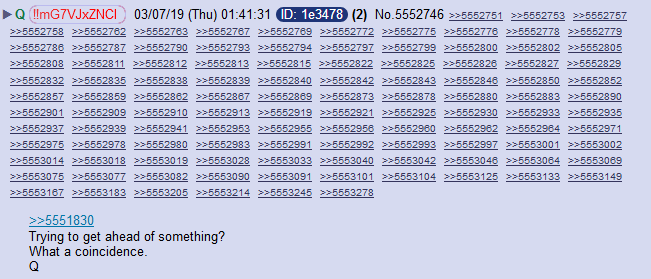 ▶ Q !!mG7VJxZNCI 03/07/19 (Thu) 01:41:31 ID: 1e3478 (2) No.5552746 >>5552751 >>5552753 >>5552757
>>5552758 >>5552762 >>5552763 >>5552767 >>5552769 >>5552772 >>5552775 >>5552776 >>5552778 >>5552779
>>5552786 >>5552787 >>5552790 >>5552793 >>5552794 >>5552797 >>5552799 >>5552800 >>5552802 >>5552805
>>5552808 >>5552811 >>5552812 >>5552813 >>5552815 >>5552822 >>5552825 >>5552826 >>5552827 >>5552829
>>5552832 >>5552835 >>5552838 >>5552839 >>5552840 >>5552842 >>5552843 >>5552846 >>5552850 >>5552852
>>5552857 >>5552859 >>5552862 >>5552867 >>5552869 >>5552873 >>5552878 >>5552880 >>5552883 >>5552890
>>5552901 >>5552909 >>5552910 >>5552913 >>5552919 >>5552921 >>5552925 >>5552930 >>5552933 >>5552935
>>5552937 >>5552939 >>5552941 >>5552953 >>5552955 >>5552956 >>5552960 >>5552962 >>5552964 >>5552971
>>5552975 >>5552978 >>5552980 >>5552983 >>5552991 >>5552992 >>5552993 >>5552997 >>5553001 >>5553002
>>5553014 >>5553018 >>5553019 >>5553028 >>5553033 >>5553040 >>5553042 >>5553046 >>5553064 >>5553069
>>5553075 >>5553077 >>5553082 >>5553090 >>5553091 >>5553101 >>5553104 >>5553125 >>5553133 >>5553149
>>5553167 >>5553183 >>5553205 >>5553214 >>5553245 >>5553278
>>5551830
Trying to get ahead of something?
What a coincidence.
Q